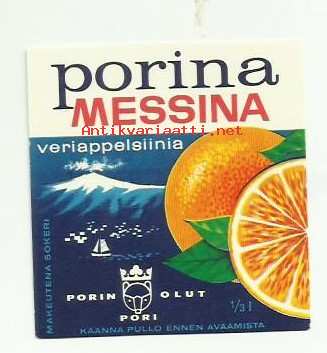 porina
MESSINA
Antikvariaatti.net
veriappelsiinia
MAKEUTENA SOKERI
PORIN OLUT
PORI
1/3 l
KÄÄNNÄ PULLO ENNEN AVAAMISTA